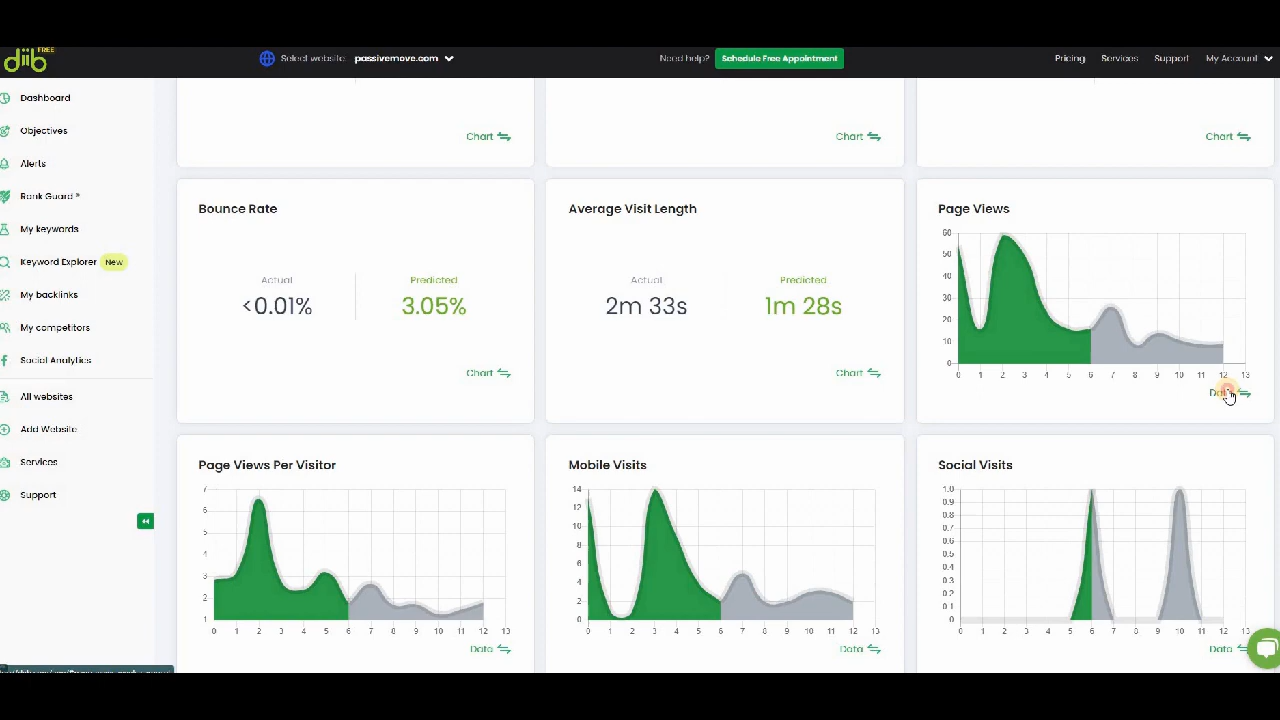 diib FREE
Select website: passivemove.com
Need help? Schedule Free Appointment
Pricing Services Support My Account
Dashboard
Objectives
Alerts
Rank Guard ®
My keywords
Keyword Explorer New
My backlinks
My competitors
Social Analytics
All websites
Add Website
Services
Support
Chart Chart Chart
Bounce Rate
Actual Predicted
<0.01% 3.05%
Chart
Average Visit Length
Actual Predicted
2m 33s 1m 28s
Chart
Page Views
60
50
40
30
20
10
0
0 1 2 3 4 5 6 7 8 9 10 11 12 13
Data
Page Views Per Visitor
7
6
5
4
3
2
1
0 1 2 3 4 5 6 7 8 9 10 11 12 13
Data
Mobile Visits
14
12
10
8
6
4
2
0
0 1 2 3 4 5 6 7 8 9 10 11 12 13
Data
Social Visits
1.0
0.9
0.8
0.7
0.6
0.5
0.4
0.3
0.2
0.1
0
0 1 2 3 4 5 6 7 8 9 10 11 12 13
Data